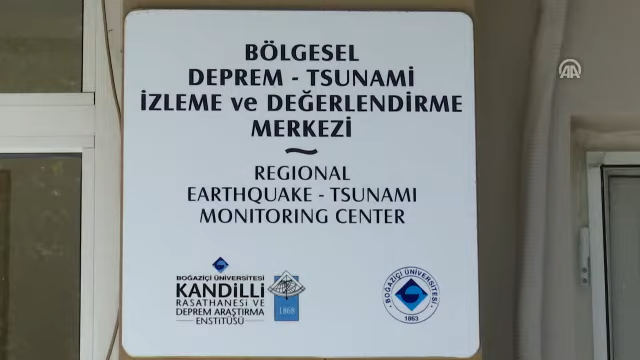 BÖLGESEL
DEPREM - TSUNAMİ
İZLEME ve DEĞERLENDİRME
MERKEZİ
REGIONAL
EARTHQUAKE - TSUNAMI
MONITORING CENTER
BOĞAZİÇİ ÜNİVERSİTESİ
KANDİLLİ
RASATHANESİ VE
DEPREM ARAŞTIRMA
ENSTİTÜSÜ
1868
BOĞAZİÇİ ÜNİVERSİTESİ
1863
AA